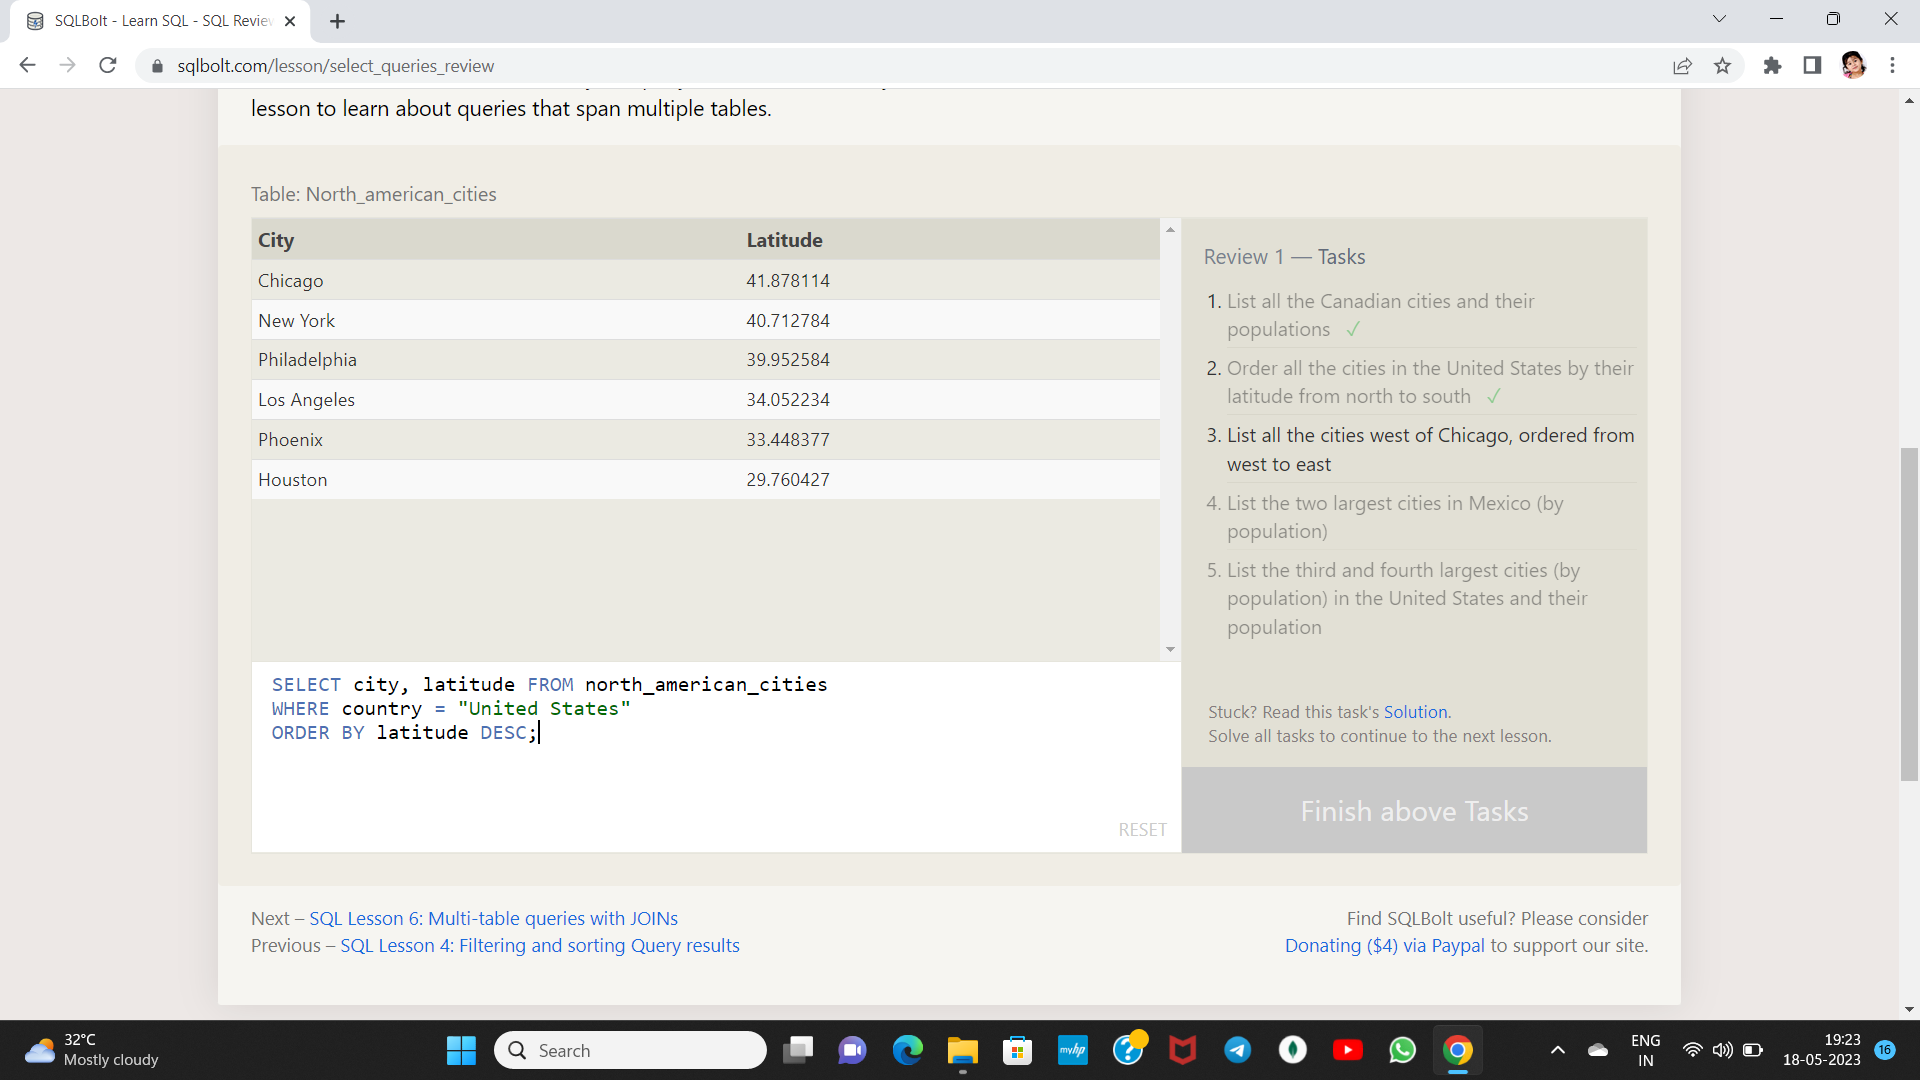 SQLBolt - Learn SQL - SQL Review
sqlbolt.com/lesson/select_queries_review
lesson to learn about queries that span multiple tables.
Table: North_american_cities
City Latitude
Chicago 41.878114
New York 40.712784
Philadelphia 39.952584
Los Angeles 34.052234
Phoenix 33.448377
Houston 29.760427
SELECT city, latitude FROM north_american_cities
WHERE country = "United States"
ORDER BY latitude DESC;
RESET
Review 1 — Tasks
1. List all the Canadian cities and their
populations ✓
2. Order all the cities in the United States by their
latitude from north to south ✓
3. List all the cities west of Chicago, ordered from
west to east
4. List the two largest cities in Mexico (by
population)
5. List the third and fourth largest cities (by
population) in the United States and their
population
Stuck? Read this task's Solution.
Solve all tasks to continue to the next lesson.
Finish above Tasks
Next – SQL Lesson 6: Multi-table queries with JOINs
Previous – SQL Lesson 4: Filtering and sorting Query results
Find SQLBolt useful? Please consider
Donating ($4) via Paypal to support our site.
32°C
Mostly cloudy
Search
myhp
ENG
IN
19:23
18-05-2023
16